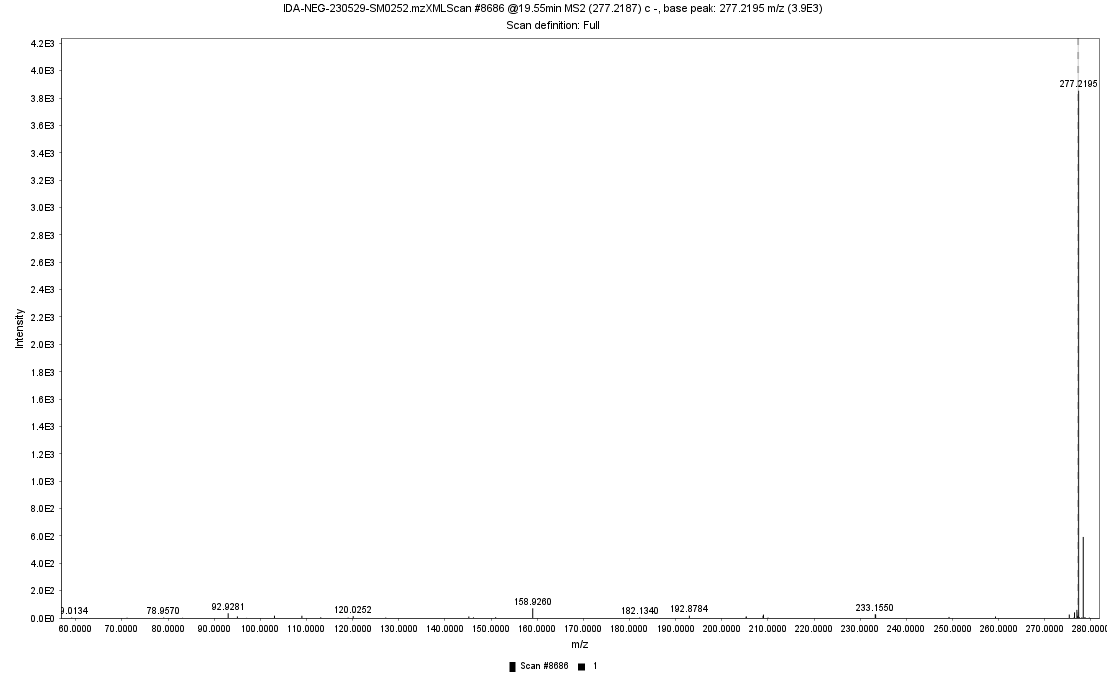 IDA-NEG-230529-SM0252.mzXMLScan #8686 @19.55min MS2 (277.2187) c -, base peak: 277.2195 m/z (3.9E3)
Scan definition: Full
4.2E3
4.0E3
277.2195
3.8E3
3.6E3
3.4E3
3.2E3
3.0E3
2.8E3
2.6E3
2.4E3
2.2E3
Intensity
2.0E3
1.8E3
1.6E3
1.4E3
1.2E3
1.0E3
8.0E2
6.0E2
4.0E2
2.0E2
158.9260
9.0134 78.9570 92.9281 120.0252 182.1340 192.8784 233.1550
0.0E0
60.0000 70.0000 80.0000 90.0000 100.0000 110.0000 120.0000 130.0000 140.0000 150.0000 160.0000 170.0000 180.0000 190.0000 200.0000 210.0000 220.0000 230.0000 240.0000 250.0000 260.0000 270.0000 280.000
m/z
Scan #8686 1